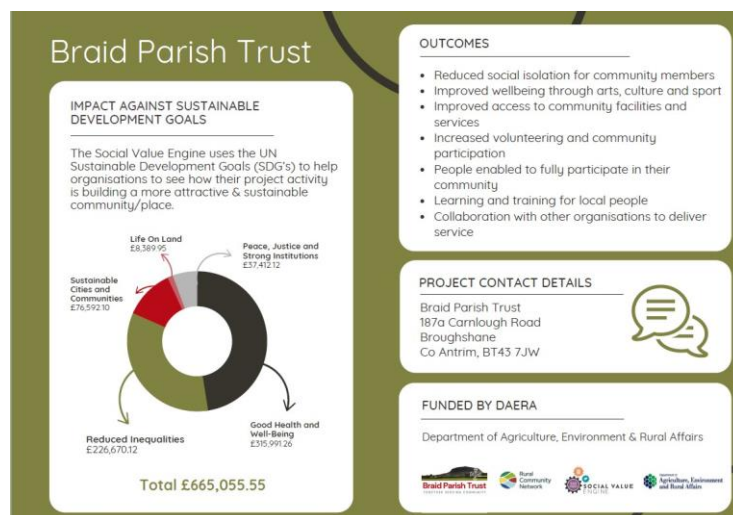 Braid Parish Trust
IMPACT AGAINST SUSTAINABLE
DEVELOPMENT GOALS
The Social Value Engine uses the UN
Sustainable Development Goals (SDG's) to help
organisations to see how their project activity
is building a more attractive & sustainable
community/place.
Life On Land
£8,389.95
Peace, Justice and
Strong Institutions
£37,412.12
Sustainable
Cities and
Communities
£76,592.10
Good Health and
Well-Being
£315,991.26
Reduced Inequalities
£226,670.12
Total £665,055.55
OUTCOMES
• Reduced social isolation for community members
• Improved wellbeing through arts, culture and sport
• Improved access to community facilities and
services
• Increased volunteering and community
participation
• People enabled to fully participate in their
community
• Learning and training for local people
• Collaboration with other organisations to deliver
service
PROJECT CONTACT DETAILS
Braid Parish Trust
187a Carnlough Road
Broughshane
Co Antrim, BT43 7JW
FUNDED BY DAERA
Department of Agriculture, Environment & Rural Affairs
Braid Parish Trust
TOGETHER SERVING COMMUNITY
Rural
Community
Network
SOCIAL VALUE
ENGINE
Department of
Agriculture, Environment
and Rural Affairs